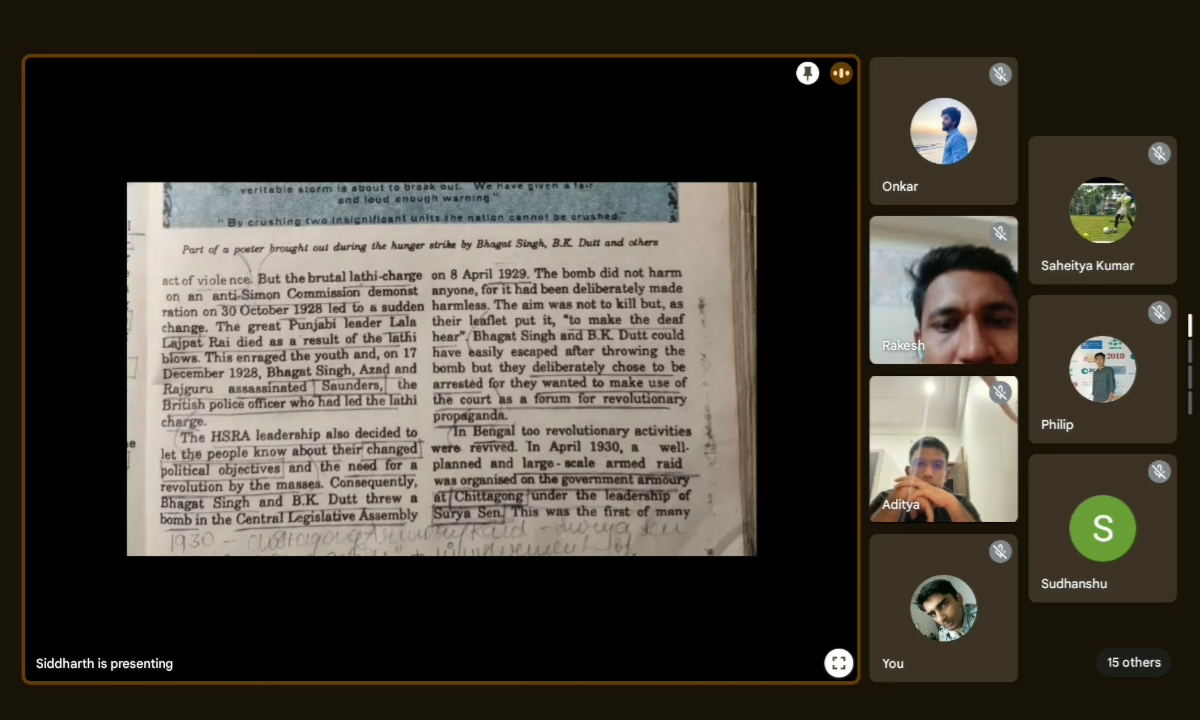 veritable storm is about to break out. We have given a fair
and loud enough warning"
"By crushing two insignificant units the nation cannot be crushed."
Part of a poster brought out during the hunger strike by Bhagat Singh, B.K. Dutt and others
act of violence. But the brutal lathi-charge
on an anti-Simon Commission demonst
ration on 30 October 1928 led to a sudden
change. The great Punjabi leader Lala
Lajpat Rai died as a result of the lathi
blows. This enraged the youth and, on 17
December 1928, Bhagat Singh, Azad and
Rajguru assassinated Saunders, the
British police officer who had led the lathi
charge.
The HSRA leadership also decided to
let the people know about their changed
political objectives and the need for a
revolution by the masses. Consequently,
Bhagat Singh and B.K. Dutt threw a
bomb in the Central Legislative Assembly
on 8 April 1929. The bomb did not harm
anyone, for it had been deliberately made
harmless. The aim was not to kill but, as
their leaflet put it, "to make the deaf
hear". Bhagat Singh and B.K. Dutt could
have easily escaped after throwing the
bomb but they deliberately chose to be
arrested for they wanted to make use of
the court as a forum for revolutionary
propaganda.
In Bengal too revolutionary activities
were revived. In April 1930, a well-
planned and large-scale armed raid
was organised on the government armoury
at Chittagong under the leadership of
Surya Sen. This was the first of many
1930 - Chittagong Armoury Raid - Surya Sen
Siddharth is presenting
Onkar
Rakesh
Aditya
You
Saheitya Kumar
2019
Philip
S
Sudhanshu
15 others